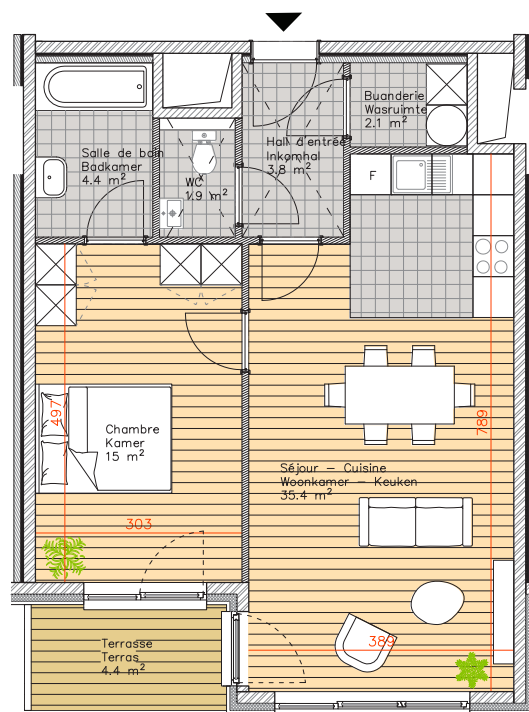 Buanderie
Wasruimte
2.1 m²
Salle de bain
Badkamer
4.4 m²
WC
1.9 m²
Hall d'entrée
Inkomhal
3.8 m²
F
497
789
Chambre
Kamer
15 m²
Séjour – Cuisine
Woonkamer – Keuken
35.4 m²
303
389
Terrasse
Terras
4.4 m²